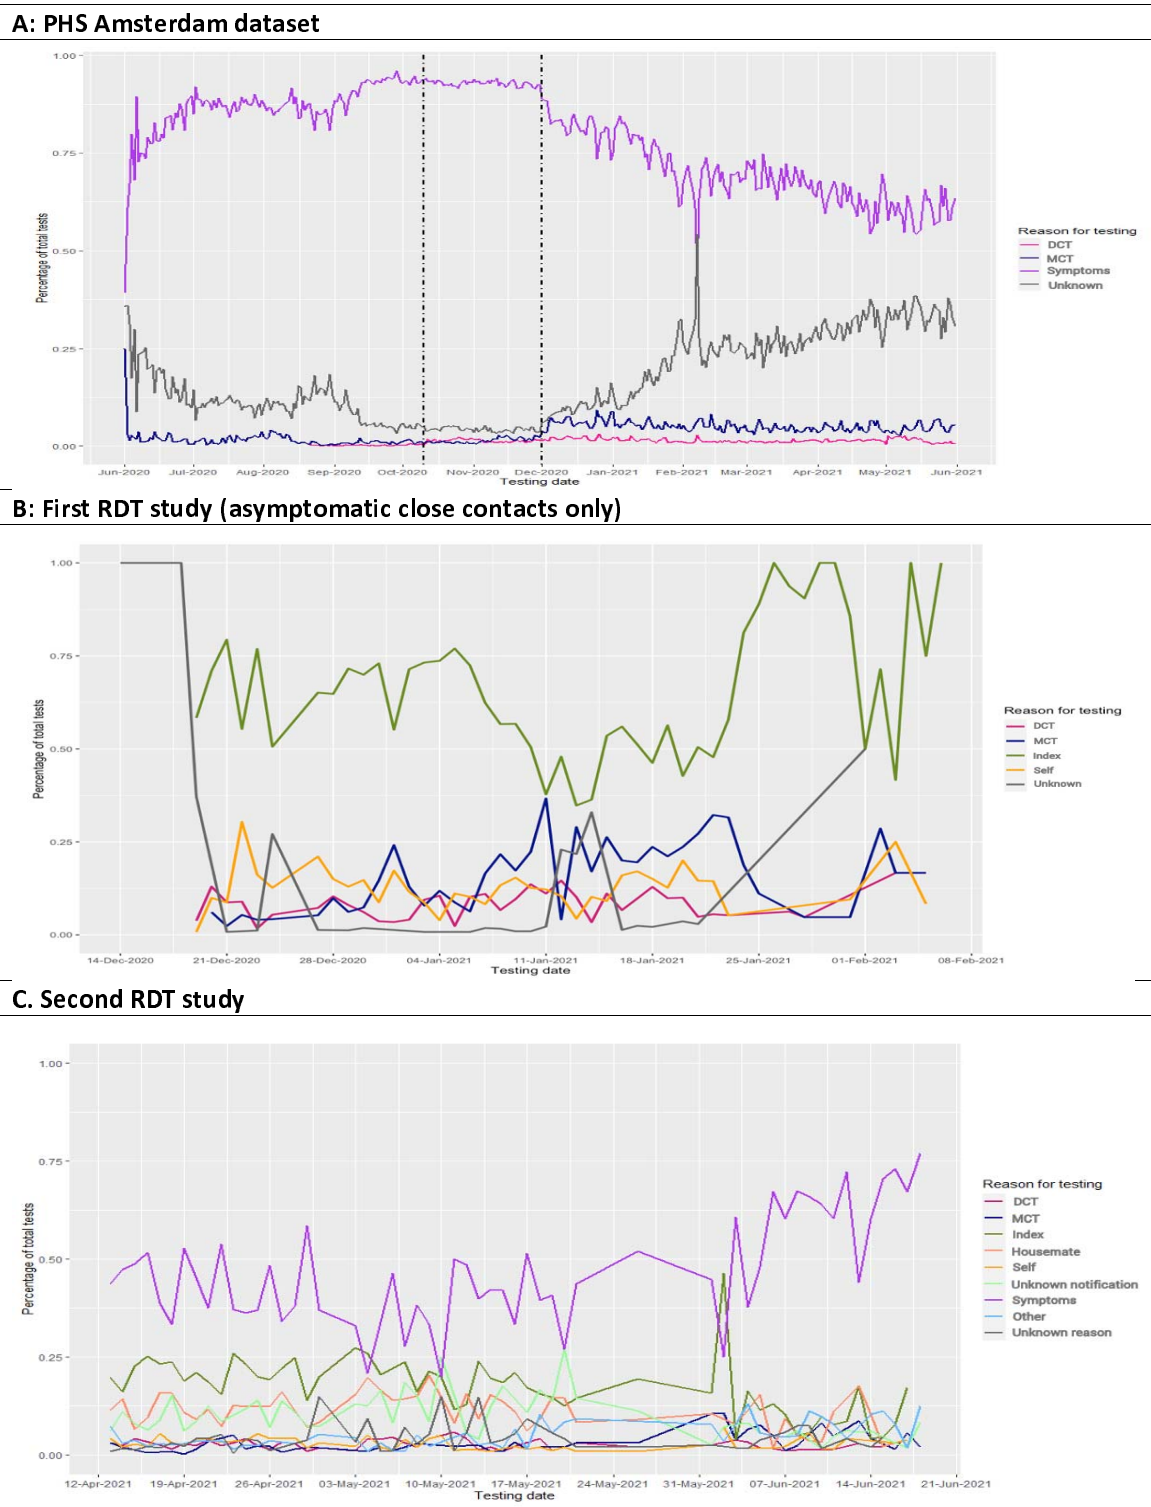 A: PHS Amsterdam dataset
1.00
0.75
0.50
0.25
0.00
Percentage of total tests
Jun-2020 Jul-2020 Aug-2020 Sep-2020 Oct-2020 Nov-2020 Dec-2020 Jan-2021 Feb-2021 Mar-2021 Apr-2021 May-2021 Jun-2021
Testing date
Reason for testing
DCT
MCT
Symptoms
Unknown
B: First RDT study (asymptomatic close contacts only)
1.00
0.75
0.50
0.25
0.00
Percentage of total tests
14-Dec-2020 21-Dec-2020 28-Dec-2020 04-Jan-2021 11-Jan-2021 18-Jan-2021 25-Jan-2021 01-Feb-2021 08-Feb-2021
Testing date
Reason for testing
DCT
MCT
Index
Self
Unknown
C. Second RDT study
1.00
0.75
0.50
0.25
0.00
Percentage of total tests
12-Apr-2021 19-Apr-2021 26-Apr-2021 03-May-2021 10-May-2021 17-May-2021 24-May-2021 31-May-2021 07-Jun-2021 14-Jun-2021 21-Jun-2021
Testing date
Reason for testing
DCT
MCT
Index
Housemate
Self
Unknown notification
Symptoms
Other
Unknown reason